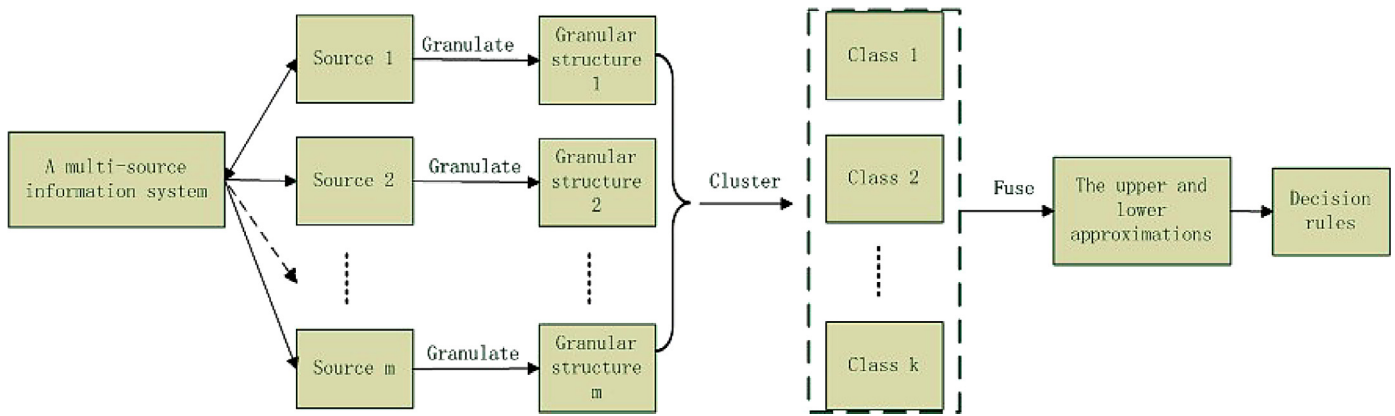 A multi-source
information system
Source 1
Granulate
Granular
structure
1
Source 2
Granulate
Granular
structure
2
Source m
Granulate
Granular
structure
m
Cluster
Class 1
Class 2
Class k
Fuse
The upper and
lower
approximations
Decision
rules